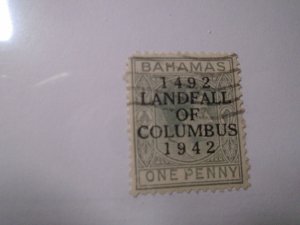 BAHAMAS
1492
LANDFALL
OF
COLUMBUS
1942
ONE PENNY